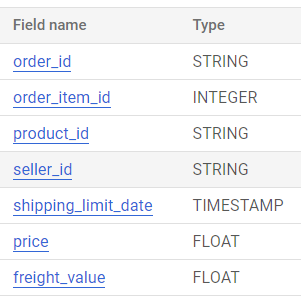 Field name Type
order_id STRING
order_item_id INTEGER
product_id STRING
seller_id STRING
shipping_limit_date TIMESTAMP
price FLOAT
freight_value FLOAT